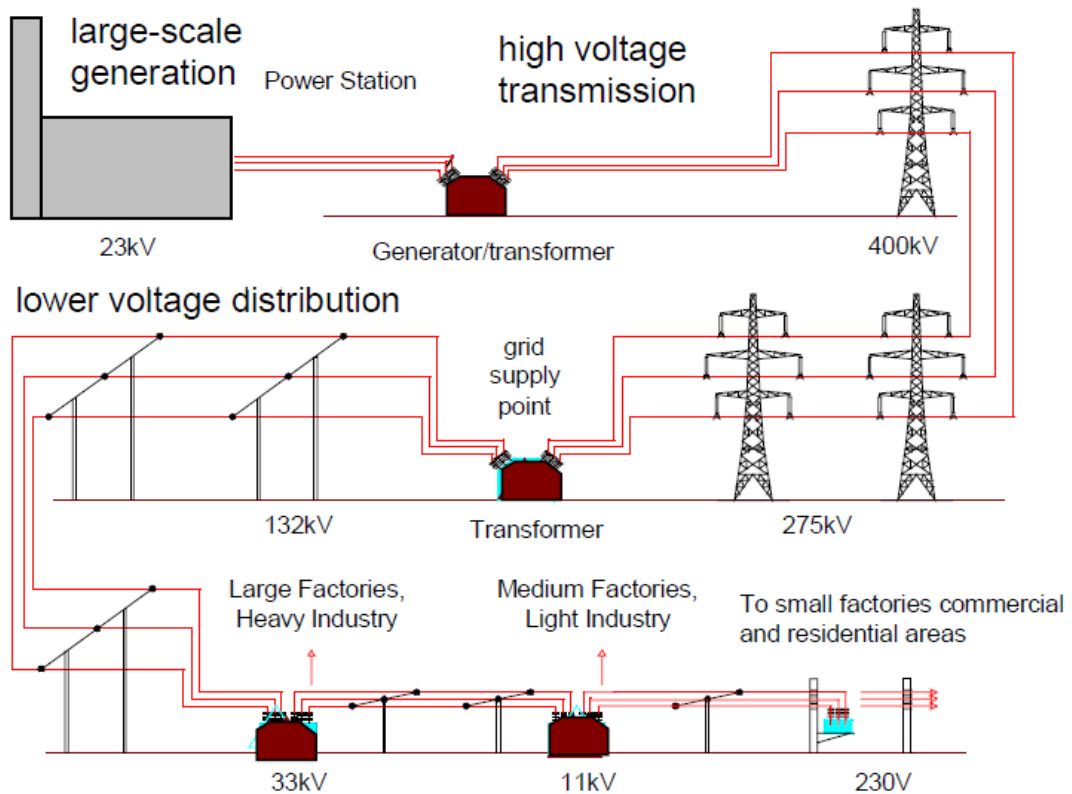 large-scale
generation
Power Station
high voltage
transmission
23kV
Generator/transformer
400kV
lower voltage distribution
grid
supply
point
132kV
Transformer
275kV
Large Factories,
Heavy Industry
Medium Factories,
Light Industry
To small factories commercial
and residential areas
33kV
11kV
230V